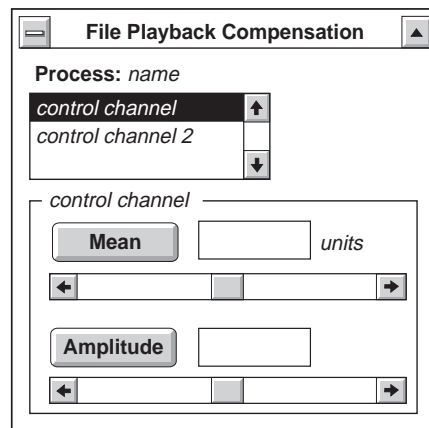 File Playback Compensation
Process: name
control channel
control channel 2
control channel
Mean units
Amplitude